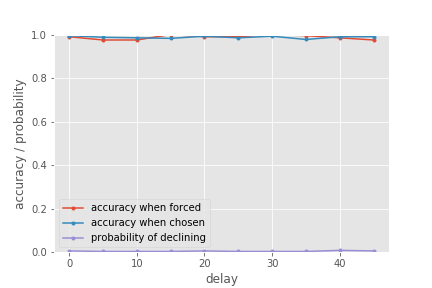 1.0
0.8
0.6
0.4
0.2
0.0
accuracy / probability
accuracy when forced
accuracy when chosen
probability of declining
0 10 20 30 40
delay